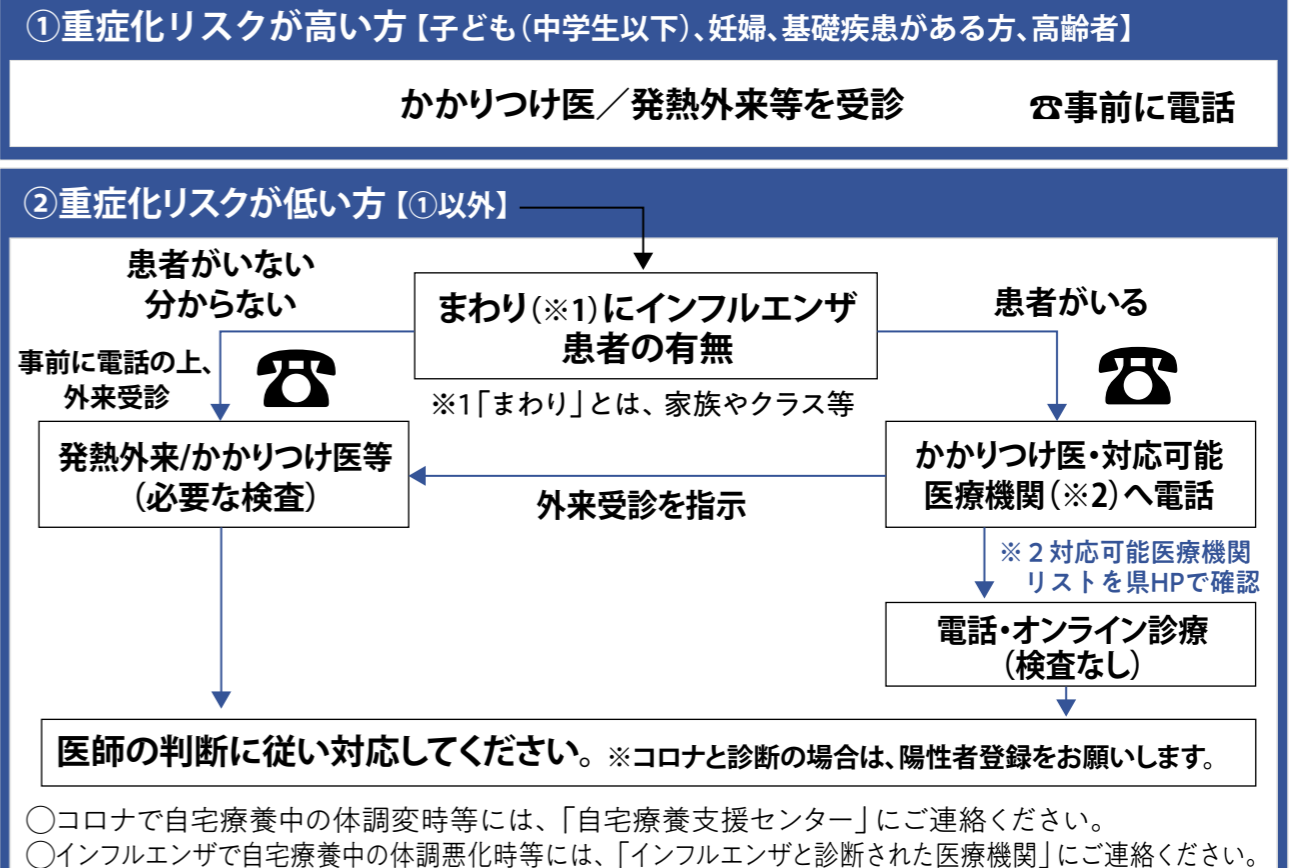 ①重症化リスクが高い方【子ども(中学生以下)、妊婦、基礎疾患がある方、高齢者】
かかりつけ医／発熱外来等を受診 ☎事前に電話
②重症化リスクが低い方【①以外】
患者がいない
分からない
まわり(※1)にインフルエンザ
患者の有無
※1「まわり」とは、家族やクラス等
患者がいる
事前に電話の上、
外来受診
発熱外来/かかりつけ医等
(必要な検査)
外来受診を指示
かかりつけ医・対応可能
医療機関(※2)へ電話
※２対応可能医療機関
リストを県HPで確認
電話・オンライン診療
(検査なし)
医師の判断に従い対応してください。※コロナと診断の場合は、陽性者登録をお願いします。
◯コロナで自宅療養中の体調変時等には、「自宅療養支援センター」にご連絡ください。
◯インフルエンザで自宅療養中の体調悪化時等には、「インフルエンザと診断された医療機関」にご連絡ください。